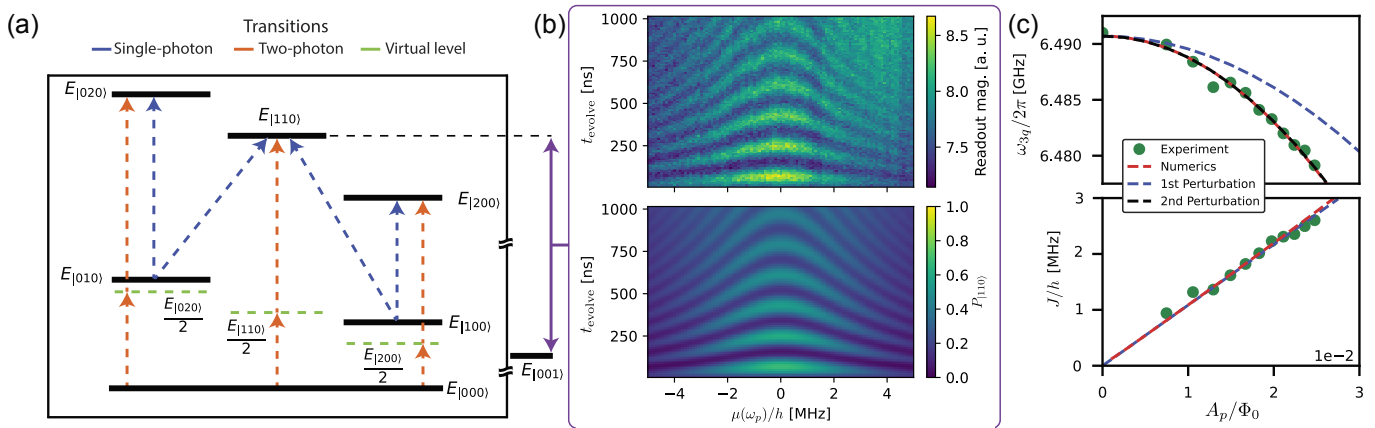 (a)
Transitions
Single-photon
Two-photon
Virtual level
E|020⟩
E|110⟩
E|200⟩
E|010⟩
E|020⟩
2
E|110⟩
2
E|100⟩
E|200⟩
2
E|000⟩
E|001⟩
(b)
1000
750
500
250
t_evolve [ns]
8.5
8.0
7.5
Readout mag. [a. u.]
1000
750
500
250
t_evolve [ns]
1.0
0.8
0.6
0.4
0.2
0.0
P|110⟩
−4 −2 0 2 4
μ(ω_p)/h [MHz]
(c)
6.490
6.485
6.480
ω_3q/2π [GHz]
Experiment
Numerics
1st Perturbation
2nd Perturbation
3
2
1
0
J/h [MHz]
1e−2
0 1 2 3
A_p/Φ_0